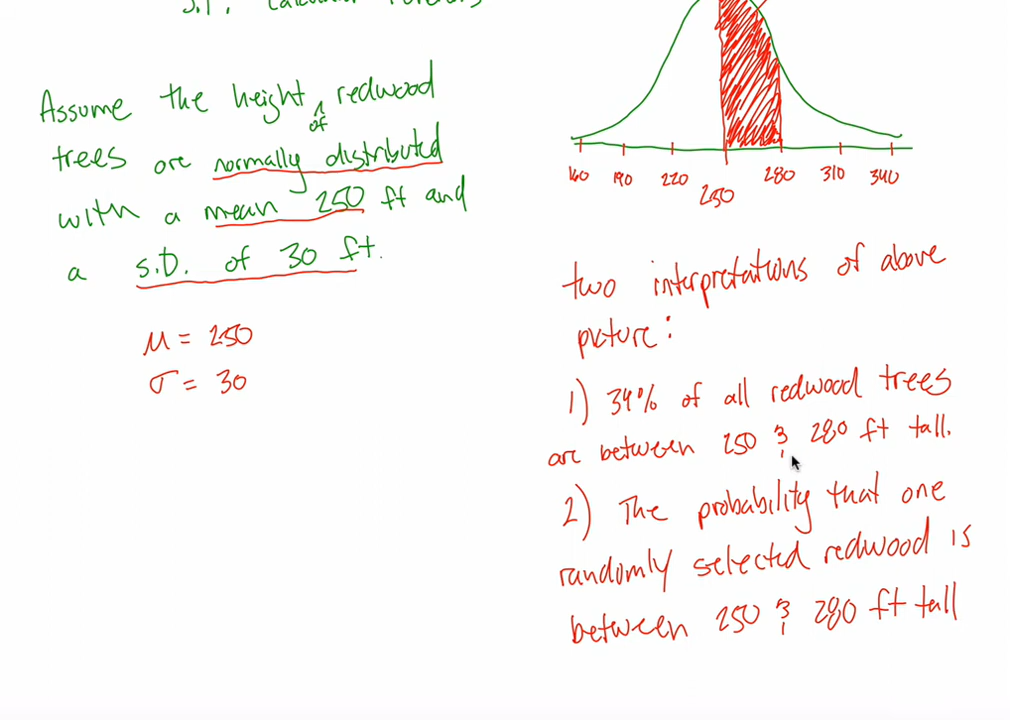 Assume the height of redwood
trees are normally distributed
with a mean 250 ft and
a S.D. of 30 ft.
μ = 250
σ = 30
160 190 220 250 280 310 340
two interpretations of above
picture:
1) 34% of all redwood trees
are between 250 & 280 ft tall.
2) The probability that one
randomly selected redwood is
between 250 & 280 ft tall